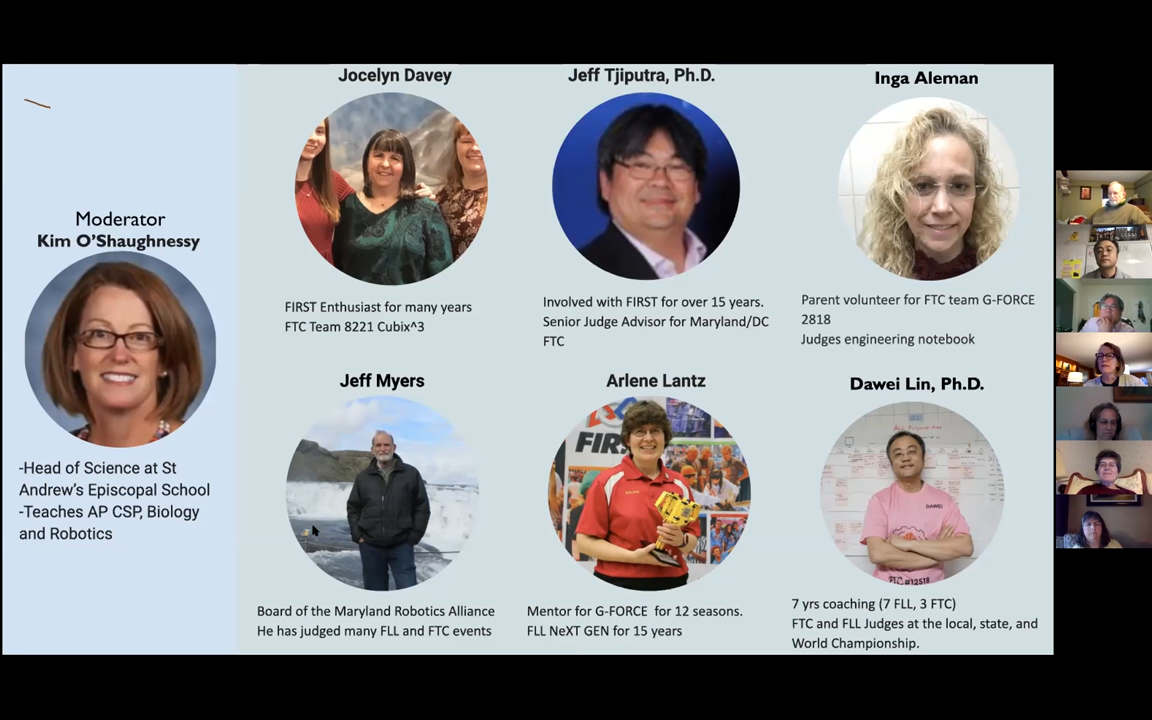 Moderator
Kim O'Shaughnessy
-Head of Science at St
Andrew's Episcopal School
-Teaches AP CSP, Biology
and Robotics
Jocelyn Davey
FIRST Enthusiast for many years
FTC Team 8221 Cubix^3
Jeff Tjiputra, Ph.D.
Involved with FIRST for over 15 years.
Senior Judge Advisor for Maryland/DC
FTC
Inga Aleman
Parent volunteer for FTC team G-FORCE
2818
Judges engineering notebook
Jeff Myers
Board of the Maryland Robotics Alliance
He has judged many FLL and FTC events
Arlene Lantz
FIRS
Mentor for G-FORCE  for 12 seasons.
FLL NeXT GEN for 15 years
Dawei Lin, Ph.D.
DAWEI
FTC #12518
7 yrs coaching (7 FLL, 3 FTC)
FTC and FLL Judges at the local, state, and
World Championship.